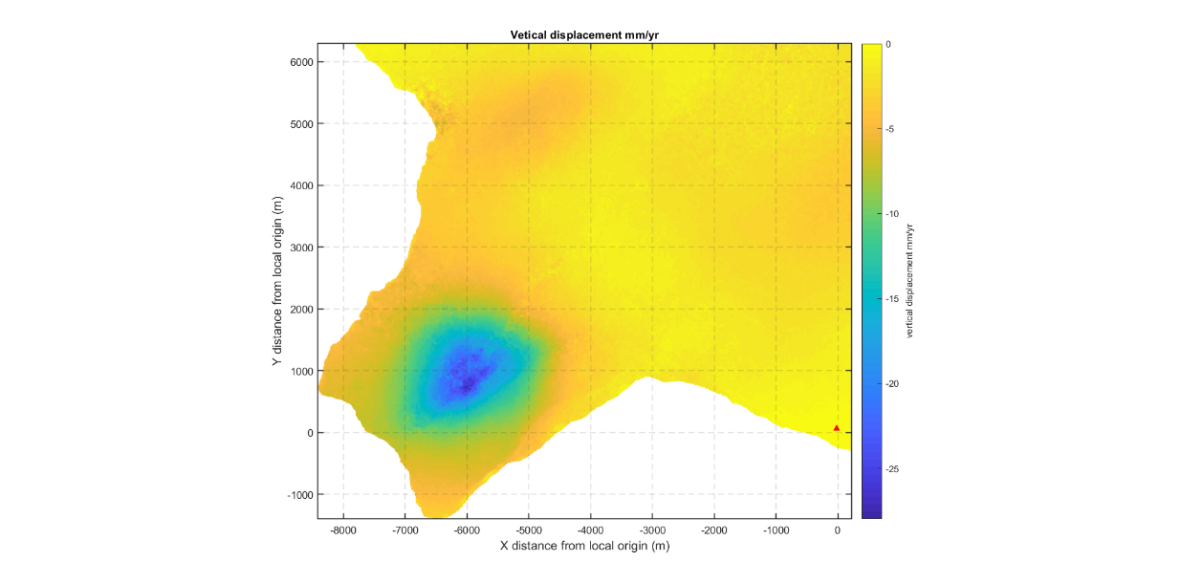 Vetical displacement mm/yr
6000
5000
4000
3000
2000
1000
0
-1000
Y distance from local origin (m)
-8000 -7000 -6000 -5000 -4000 -3000 -2000 -1000 0
X distance from local origin (m)
0
-5
-10
-15
-20
-25
vertical displacement mm/yr